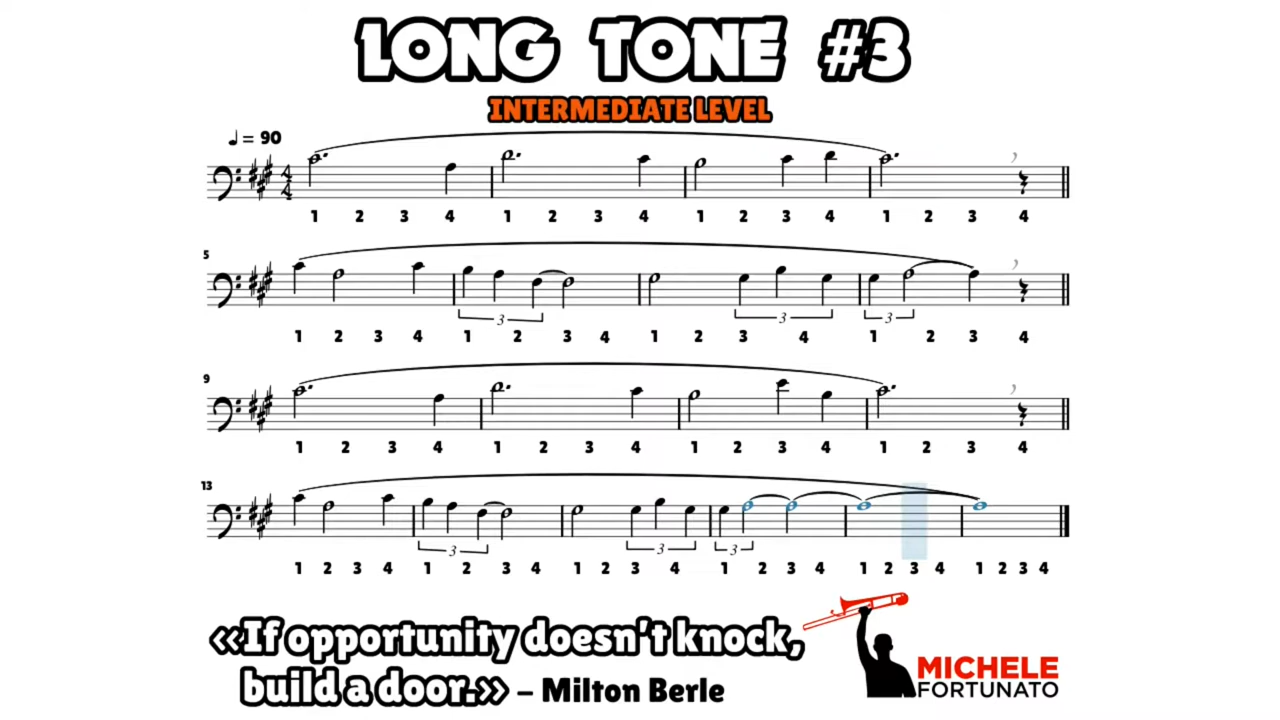 LONG TONE #3
INTERMEDIATE LEVEL
♩ = 90
4
4
1 2 3 4 1 2 3 4 1 2 3 4 1 2 3 4
5
3 3 3
1 2 3 4 1 2 3 4 1 2 3 4 1 2 3 4
9
1 2 3 4 1 2 3 4 1 2 3 4 1 2 3 4
13
3 3 3
1 2 3 4 1 2 3 4 1 2 3 4 1 2 3 4 1 2 3 4 1 2 3 4
«If opportunity doesn't knock,
build a door.» – Milton Berle
MICHELE
FORTUNATO